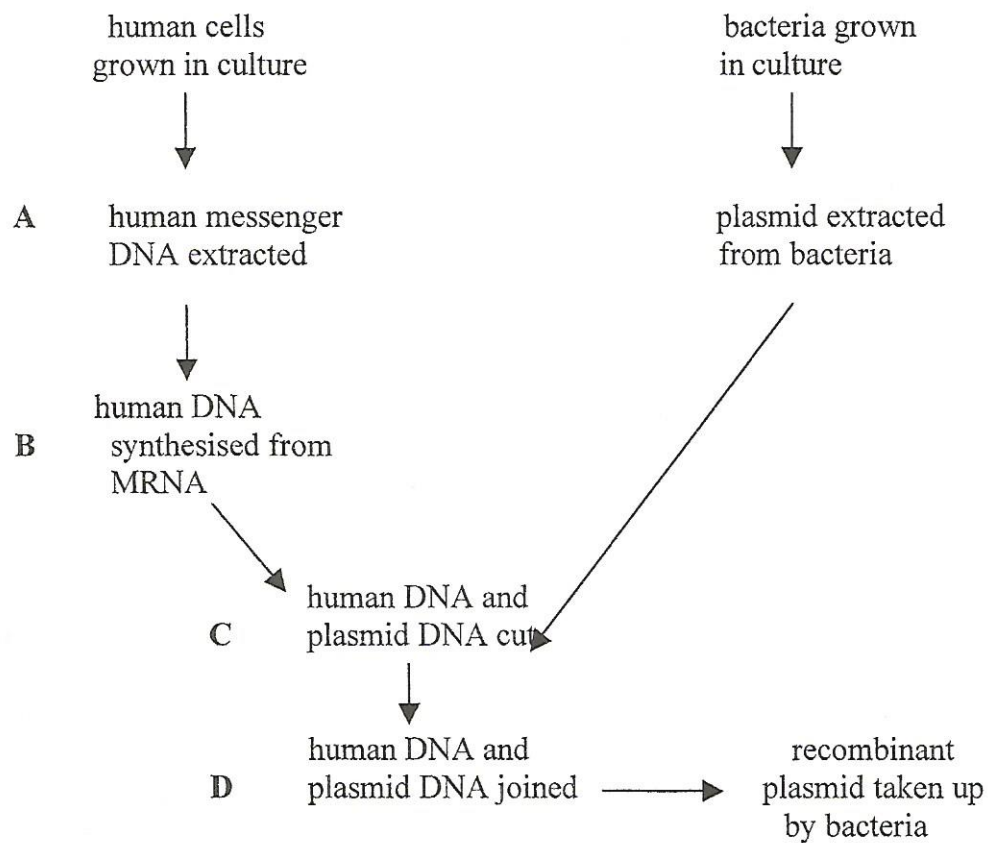 human cells
grown in culture
bacteria grown
in culture
A
human messenger
DNA extracted
plasmid extracted
from bacteria
B
human DNA
synthesised from
MRNA
C
human DNA and
plasmid DNA cut
D
human DNA and
plasmid DNA joined
recombinant
plasmid taken up
by bacteria